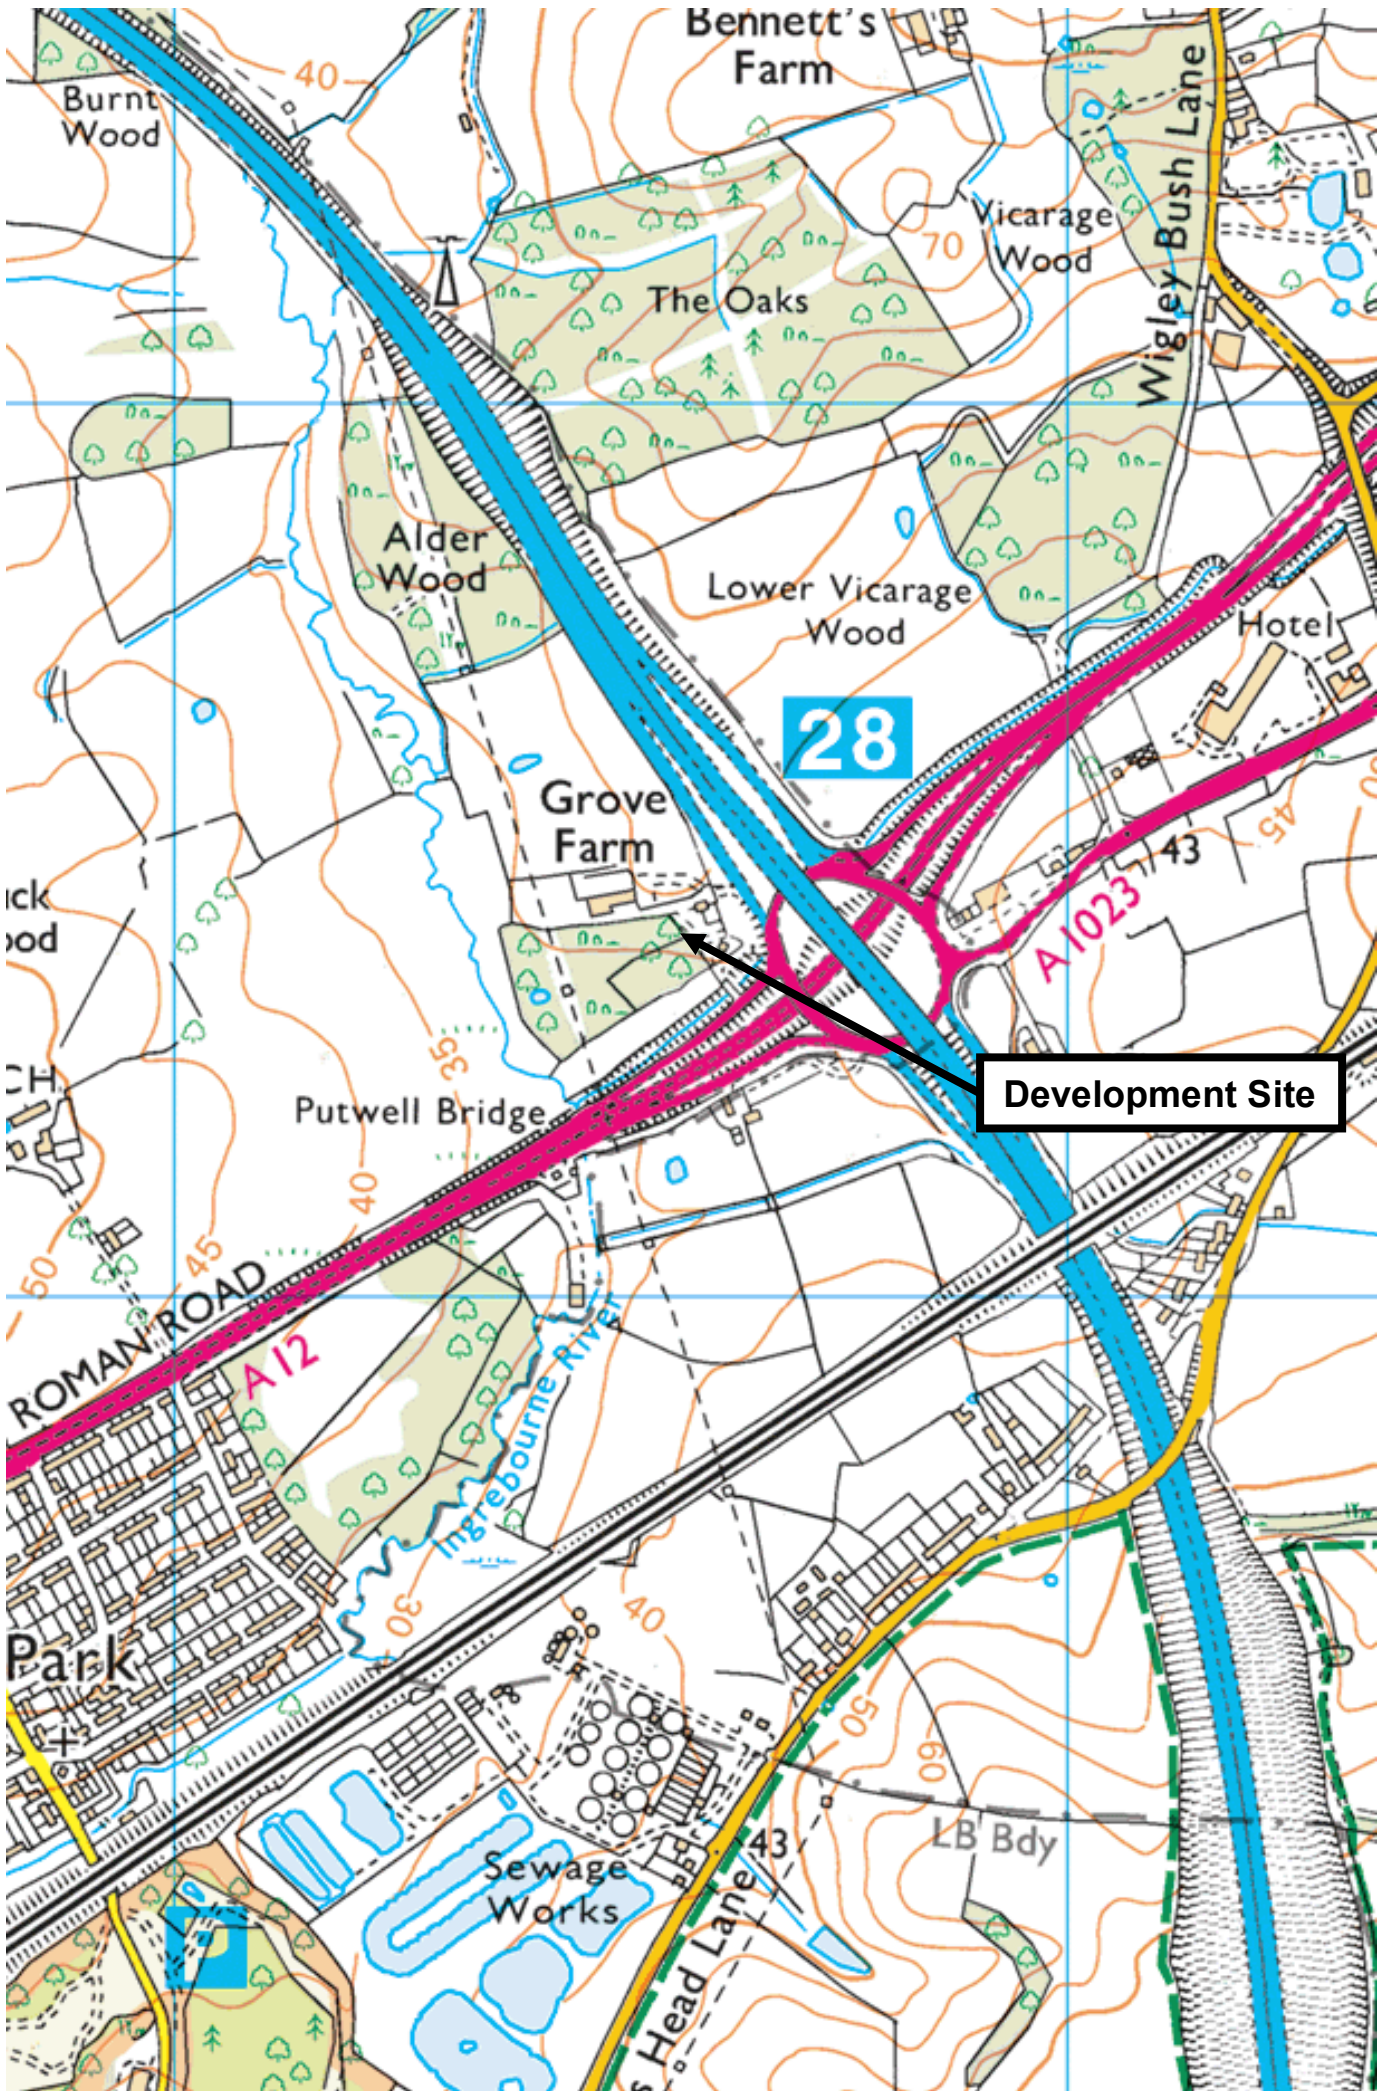 Bennett's
Farm
40
Burnt
Wood
Wigley Bush Lane
Vicarage
Wood
70
The Oaks
Alder
Wood
Lower Vicarage
Wood
Hotel
28
Grove
Farm
43
45
A1023
35
Development Site
Putwell Bridge
40
45
50
ROMAN ROAD
A12
Ingrebourne River
30
40
Park
50
60
LB Bdy
43
Sewage
Works
P
Head Lane